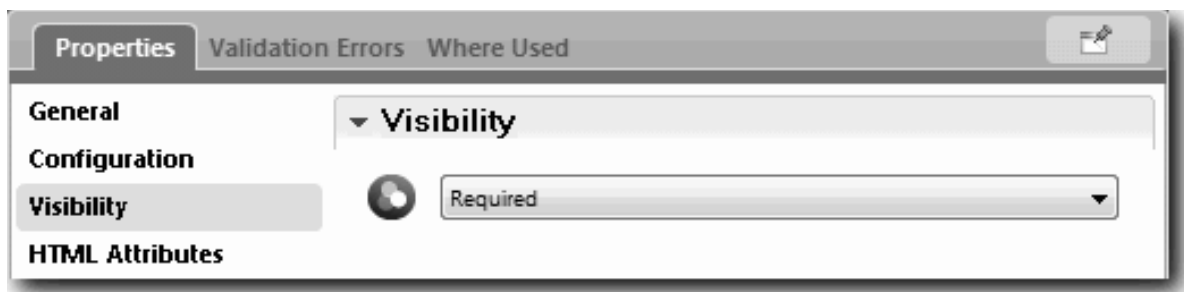 Properties Validation Errors Where Used
General
Visibility
Configuration
Visibility
Required
HTML Attributes